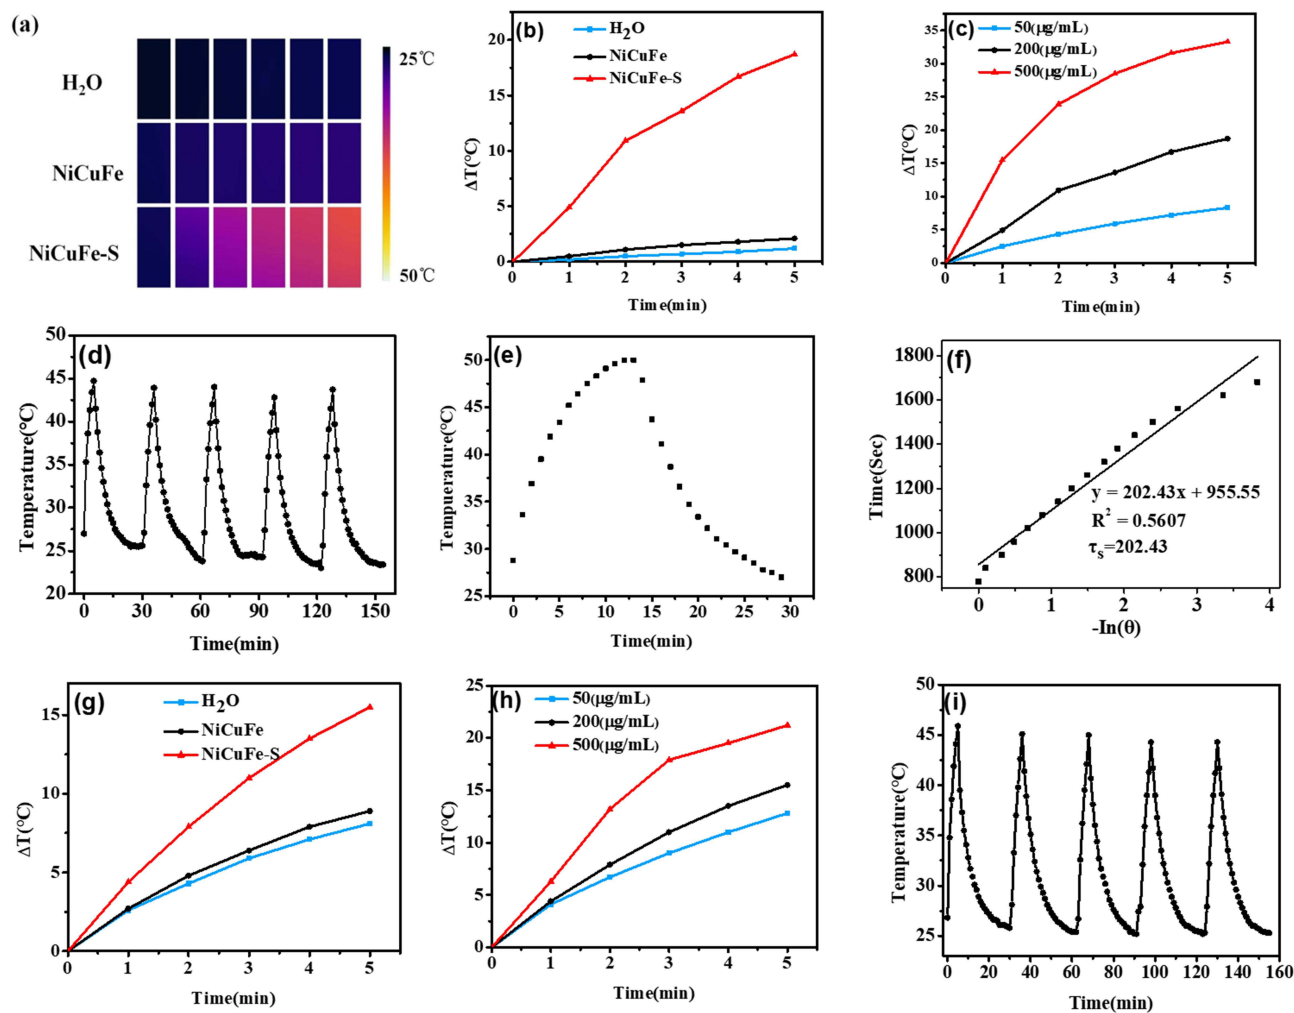 (a)
H₂O
NiCuFe
NiCuFe-S
25℃
50℃
(b)
H₂O
NiCuFe
NiCuFe-S
20
15
10
5
0
0 1 2 3 4 5
ΔT(°C)
Time(min)
(c)
50(μg/mL)
200(μg/mL)
500(μg/mL)
35
30
25
20
15
10
5
0
0 1 2 3 4 5
ΔT(°C)
Time(min)
(d)
50
45
40
35
30
25
20
0 30 60 90 120 150
Temperature(°C)
Time(min)
(e)
50
45
40
35
30
25
0 5 10 15 20 25 30
Temperature(°C)
Time(min)
(f)
1800
1600
1400
1200
1000
800
0 1 2 3 4
Time(Sec)
-In(θ)
y = 202.43x + 955.55
R² = 0.5607
τₛ=202.43
(g)
H₂O
NiCuFe
NiCuFe-S
15
10
5
0
0 1 2 3 4 5
ΔT(°C)
Time(min)
(h)
50(μg/mL)
200(μg/mL)
500(μg/mL)
25
20
15
10
5
0
0 1 2 3 4 5
ΔT(°C)
Time(min)
(i)
50
45
40
35
30
25
0 20 40 60 80 100 120 140 160
Temperature(°C)
Time(min)